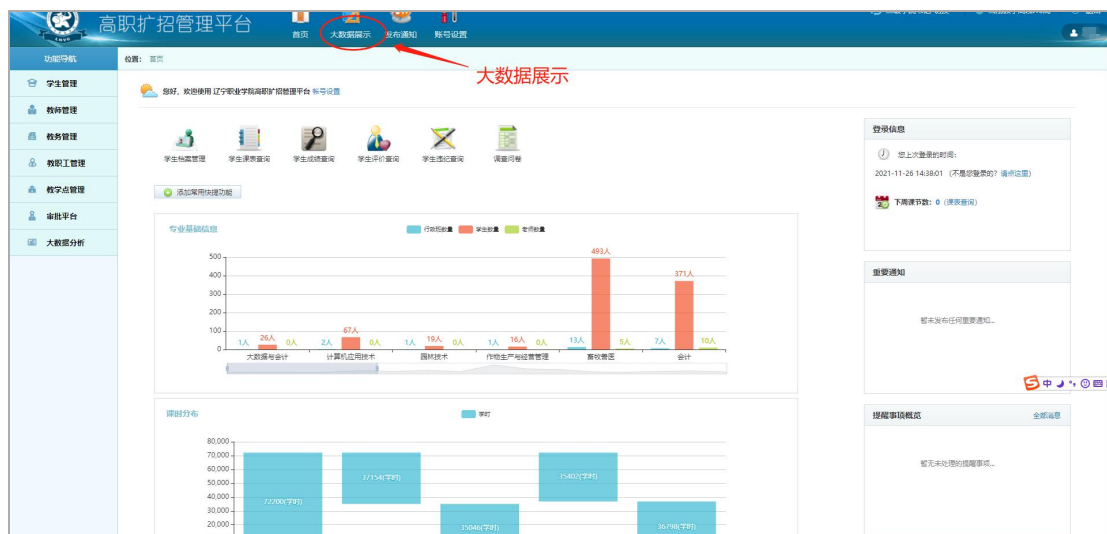 高职扩招管理平台
首页 大数据展示 发布通知 账号设置
大数据展示
功能导航
位置： 首页
学生管理
教师管理
教务管理
教职工管理
教学点管理
审批平台
大数据分析
您好，欢迎使用 辽宁职业学院高职扩招管理平台 帐号设置
学生档案管理 学生课表查询 学生成绩查询 学生评价查询 学生违纪查询 调查问卷
添加常用快捷功能
专业基础信息
行政班数量 学生数量 老师数量
500
400
300
200
100
0
1人 26人 0人 2人 67人 0人 1人 19人 0人 1人 16人 0人 13人 493人 5人 7人 371人 10人
大数据与会计 计算机应用技术 园林技术 作物生产与经营管理 畜牧兽医 会计
课时分布
学时
80,000
70,000
60,000
50,000
40,000
30,000
20,000
72200(学时) 37154(学时) 35046(学时) 35402(学时) 36798(学时)
登录信息
您上次登录的时间：
2021-11-26 14:38:01 （不是您登录的？请点这里）
下周课节数： 0 （课表查询）
重要通知
暂未发布任何重要通知...
中
提醒事项概览 全部消息
暂无未处理的提醒事项...